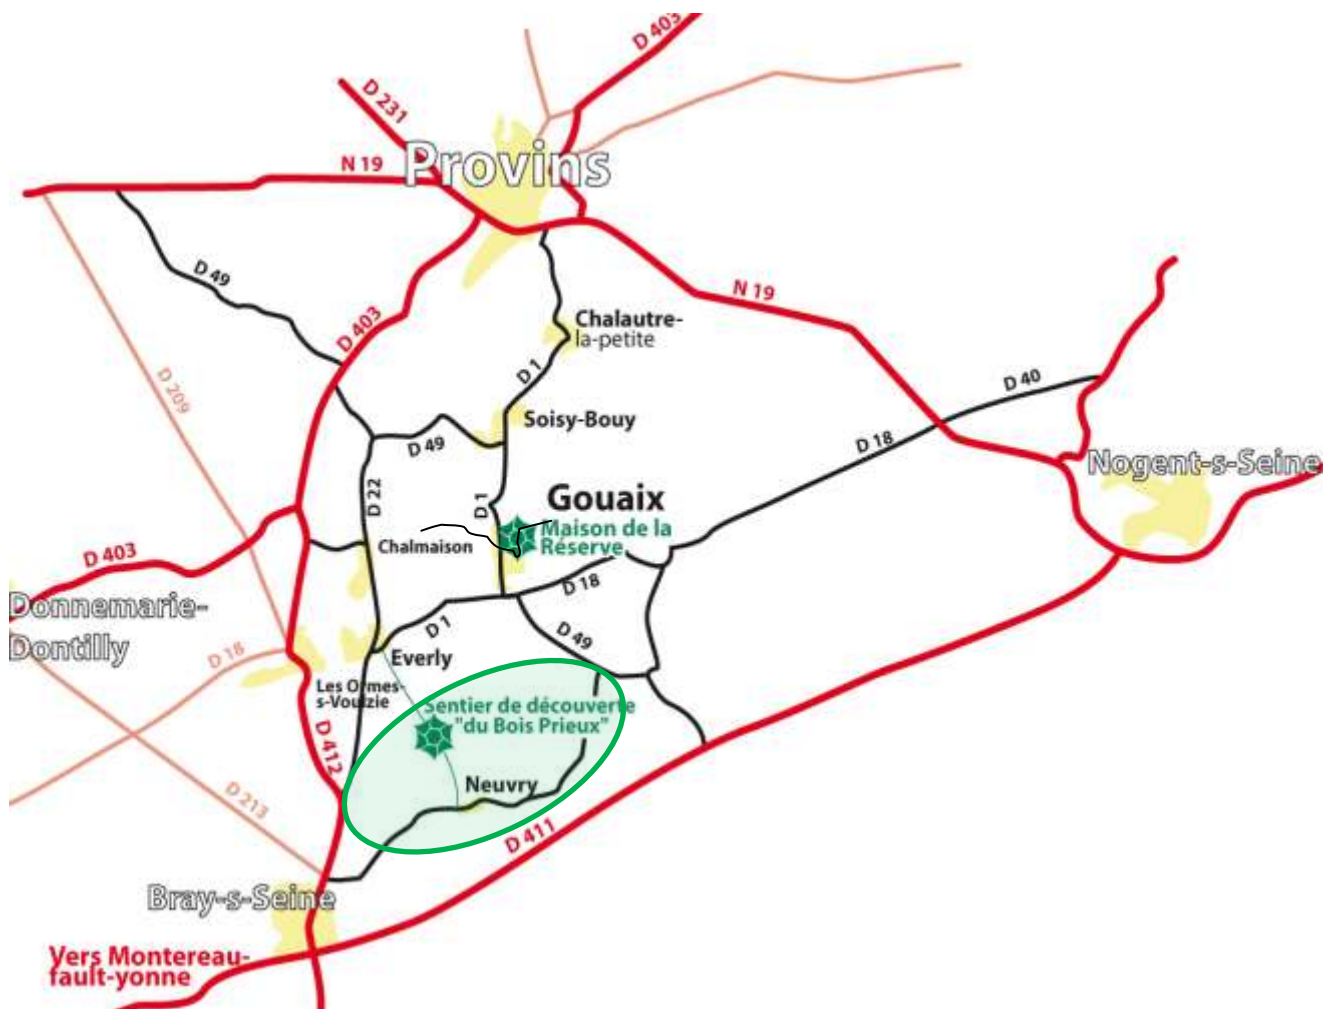 D 403
D 231
N 19
Provins
D 49
D 403
N 19
Chalautre-
la-petite
D 209
D 1
D 40
Soisy-Bouy
D 49
D 18
Nogent-s-Seine
D 22
D 1
Gouaix
Maison de la
Réserve
Chalmaison
D 403
D 18
Donnemarie-
Dontilly
D 1
D 49
D 18
Everly
Les Ormes-
s-Voulzie
Sentier de découverte
"du Bois Prieux"
D 412
Neuvry
D 213
D 411
Bray-s-Seine
Vers Montereau-
fault-yonne